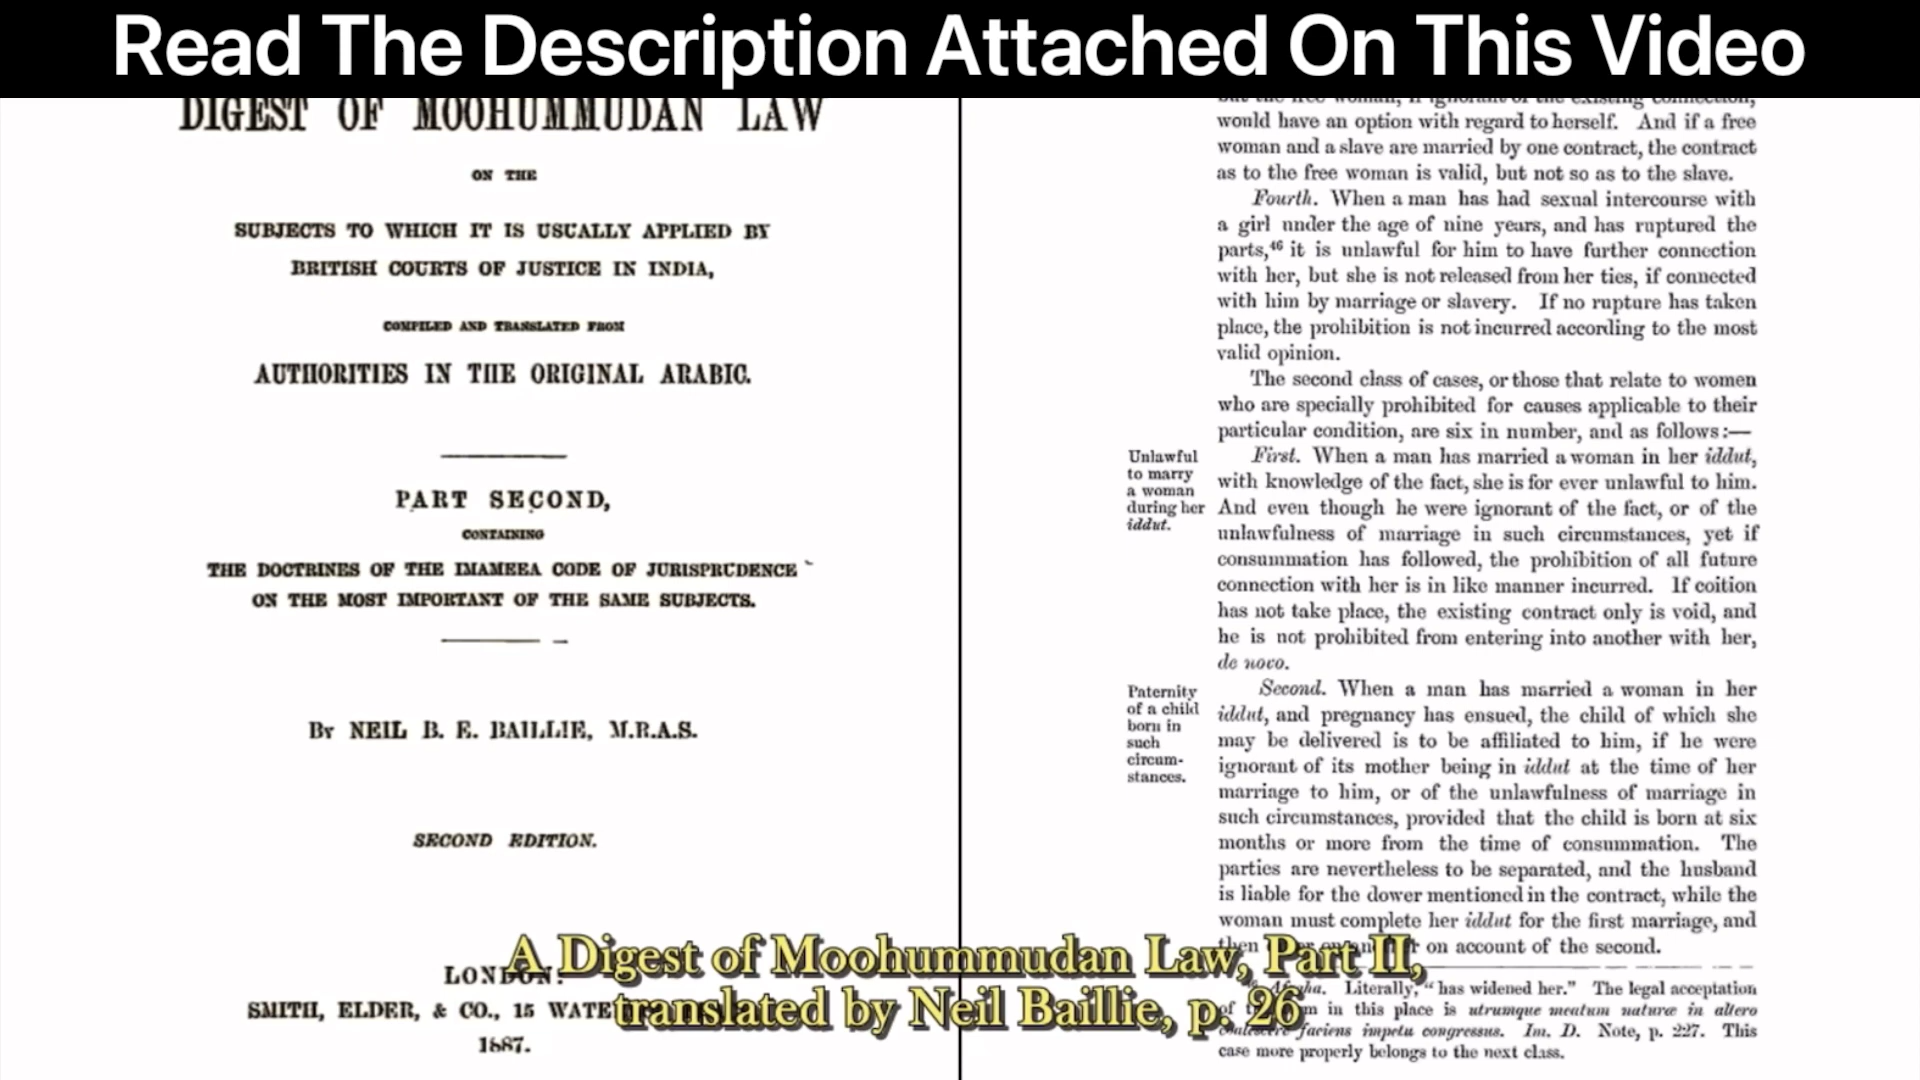 Read The Description Attached On This Video
DIGEST OF MOOHUMMUDAN LAW
ON THE
SUBJECTS TO WHICH IT IS USUALLY APPLIED BY
BRITISH COURTS OF JUSTICE IN INDIA,
COMPILED AND TRANSLATED FROM
AUTHORITIES IN THE ORIGINAL ARABIC.
PART SECOND,
CONTAINING
THE DOCTRINES OF THE IMAMEEA CODE OF JURISPRUDENCE
ON THE MOST IMPORTANT OF THE SAME SUBJECTS.
By NEIL B. E. BAILLIE, M.R.A.S.
SECOND EDITION.
LONDON:
SMITH, ELDER, & CO., 15
1887.
but the free woman, if ignorant of the existing connection,
would have an option with regard to herself. And if a free
woman and a slave are married by one contract, the contract
as to the free woman is valid, but not so as to the slave.
Fourth. When a man has had sexual intercourse with
a girl under the age of nine years, and has ruptured the
parts,46 it is unlawful for him to have further connection
with her, but she is not released from her ties, if connected
with him by marriage or slavery. If no rupture has taken
place, the prohibition is not incurred according to the most
valid opinion.
The second class of cases, or those that relate to women
who are specially prohibited for causes applicable to their
particular condition, are six in number, and as follows:—
Unlawful
to marry
a woman
during her
iddut.
First. When a man has married a woman in her iddut,
with knowledge of the fact, she is for ever unlawful to him.
And even though he were ignorant of the fact, or of the
unlawfulness of marriage in such circumstances, yet if
consummation has followed, the prohibition of all future
connection with her is in like manner incurred. If coition
has not take place, the existing contract only is void, and
he is not prohibited from entering into another with her,
de novo.
Paternity
of a child
born in
such
circum-
stances.
Second. When a man has married a woman in her
iddut, and pregnancy has ensued, the child of which she
may be delivered is to be affiliated to him, if he were
ignorant of its mother being in iddut at the time of her
marriage to him, or of the unlawfulness of marriage in
such circumstances, provided that the child is born at six
months or more from the time of consummation. The
parties are nevertheless to be separated, and the husband
is liable for the dower mentioned in the contract, while the
woman must complete her iddut for the first marriage, and
then on account of the second.
Literally, "has widened her." The legal acceptation
of in this place is utrumque meatum naturæ in altero
faciens impetu congressus. Im. D. Note, p. 227. This
case more properly belongs to the next class.
A Digest of Moohummudan Law, Part II,
translated by Neil Baillie, p. 26